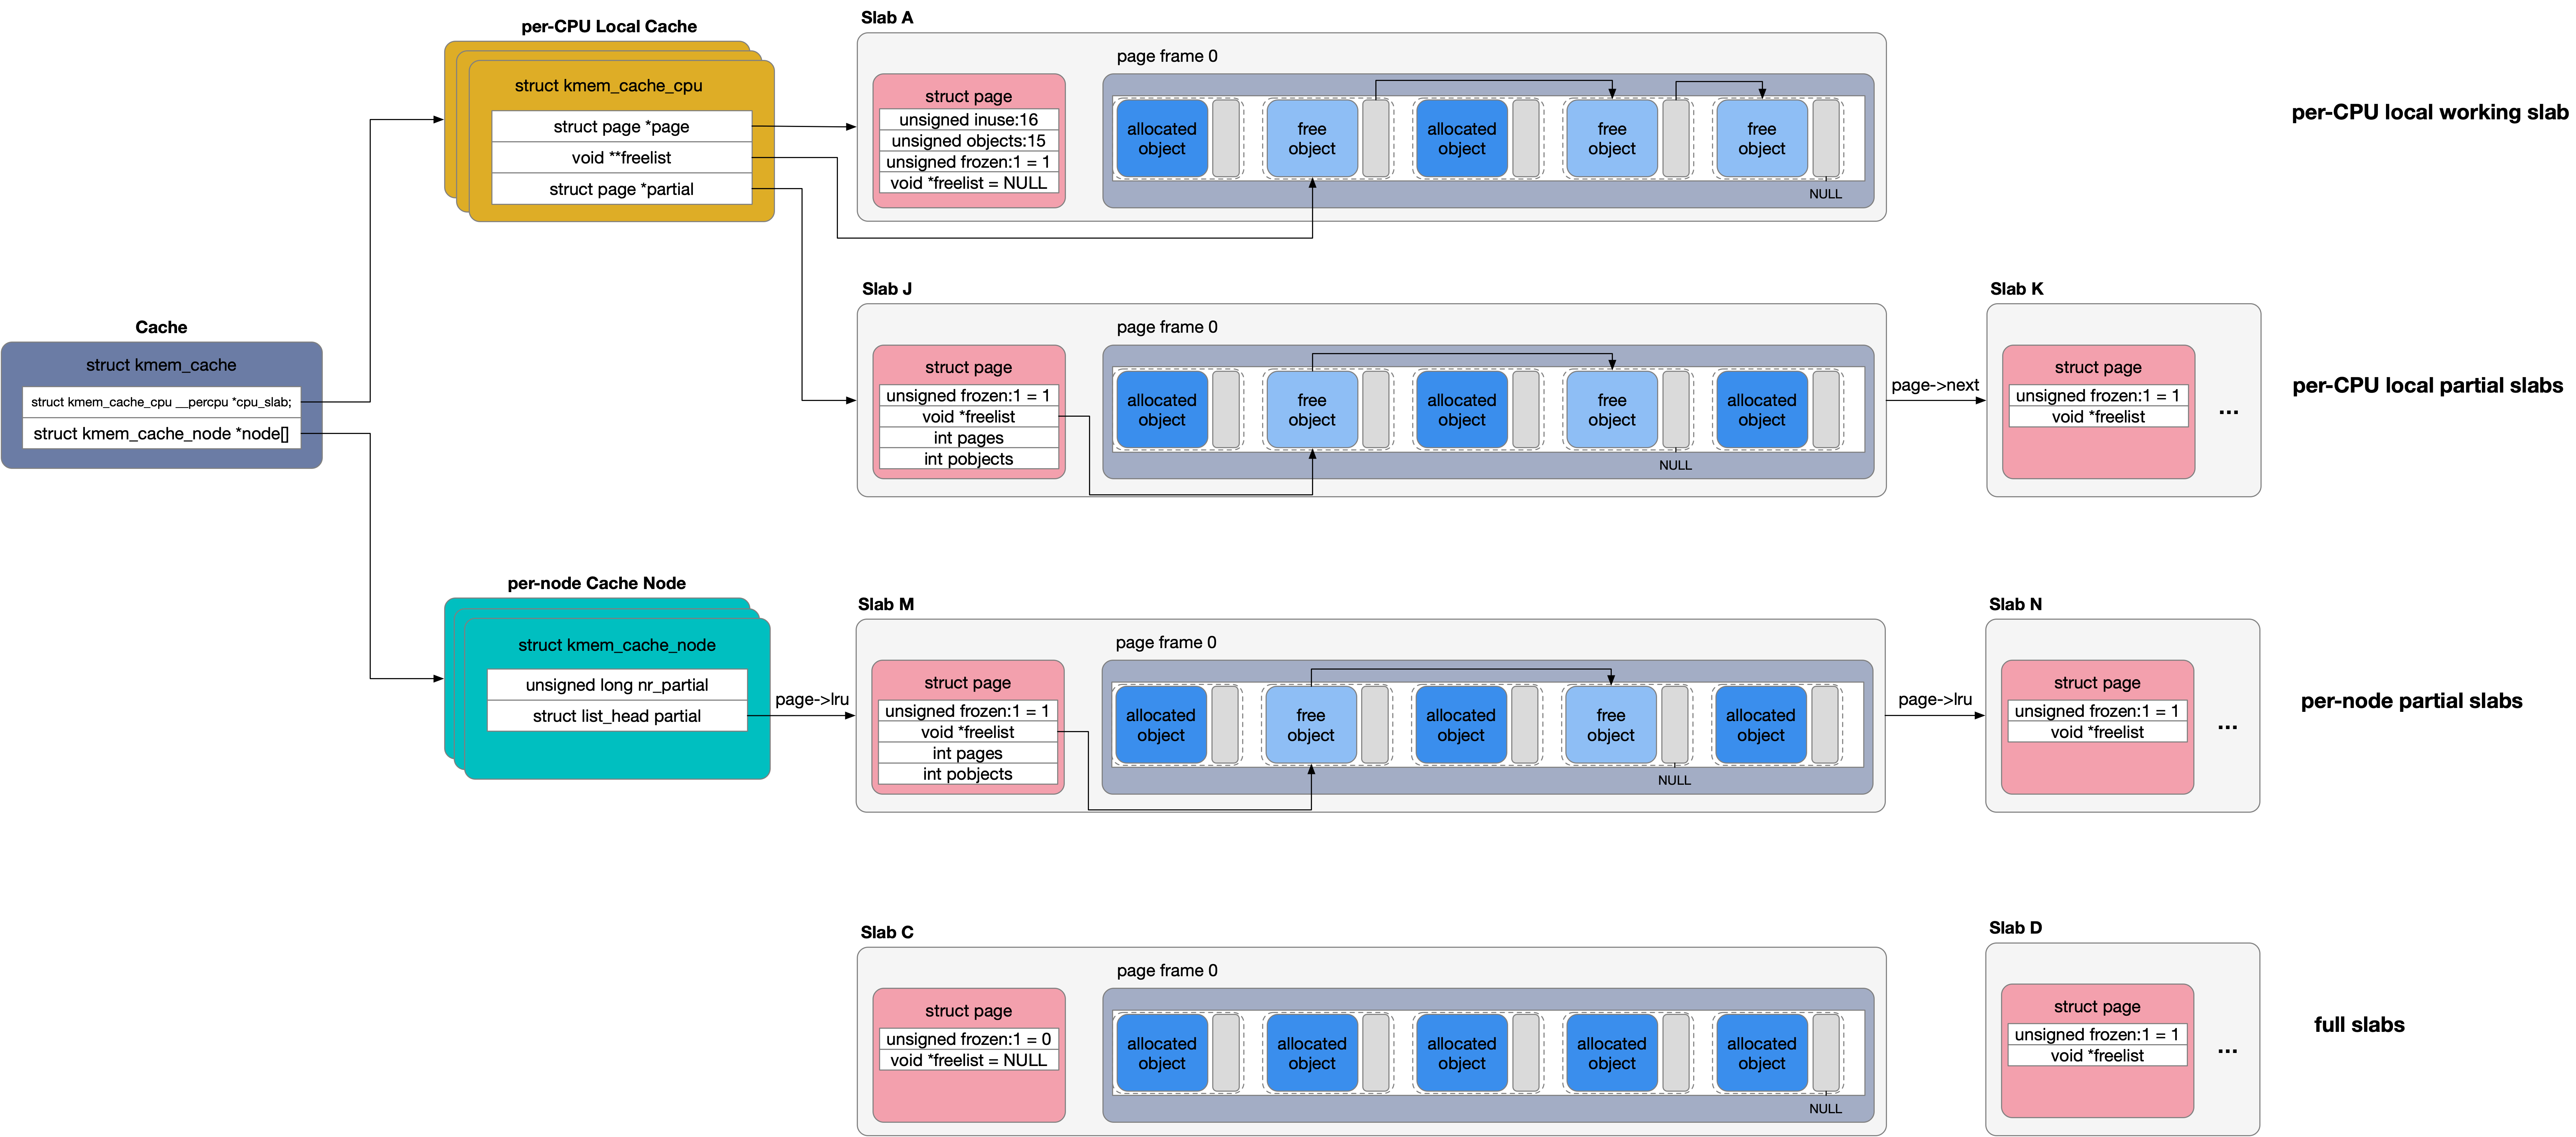 Cache
struct kmem_cache
struct kmem_cache_cpu __percpu *cpu_slab;
struct kmem_cache_node *node[]
per-CPU Local Cache
struct kmem_cache_cpu
struct page *page
void **freelist
struct page *partial
Slab A
page frame 0
struct page
unsigned inuse:16
unsigned objects:15
unsigned frozen:1 = 1
void *freelist = NULL
allocated
object
free
object
allocated
object
free
object
free
object
NULL
per-CPU local working slab
Slab J
page frame 0
struct page
unsigned frozen:1 = 1
void *freelist
int pages
int pobjects
allocated
object
free
object
allocated
object
free
object
allocated
object
NULL
page->next
Slab K
struct page
unsigned frozen:1 = 1
void *freelist
...
per-CPU local partial slabs
per-node Cache Node
struct kmem_cache_node
unsigned long nr_partial
struct list_head partial
page->lru
Slab M
page frame 0
struct page
unsigned frozen:1 = 1
void *freelist
int pages
int pobjects
allocated
object
free
object
allocated
object
free
object
allocated
object
NULL
page->lru
Slab N
struct page
unsigned frozen:1 = 1
void *freelist
...
per-node partial slabs
Slab C
page frame 0
struct page
unsigned frozen:1 = 0
void *freelist = NULL
allocated
object
allocated
object
allocated
object
allocated
object
allocated
object
NULL
Slab D
struct page
unsigned frozen:1 = 1
void *freelist
...
full slabs